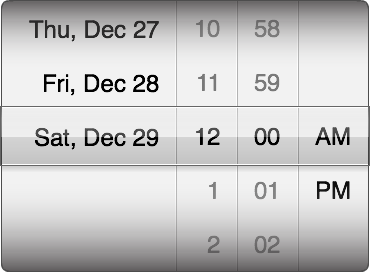 Thu, Dec 27 10 58
Fri, Dec 28 11 59
Sat, Dec 29 12 00 AM
1 01 PM
2 02